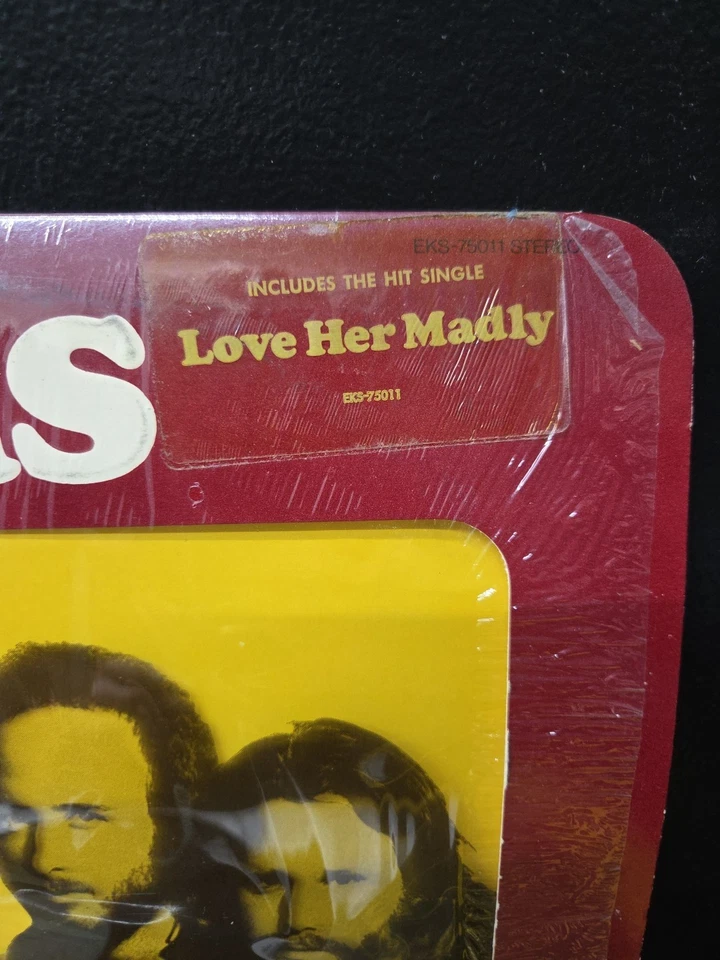 EKS-75011 STEREO
INCLUDES THE HIT SINGLE
Love Her Madly
EKS-75011
s